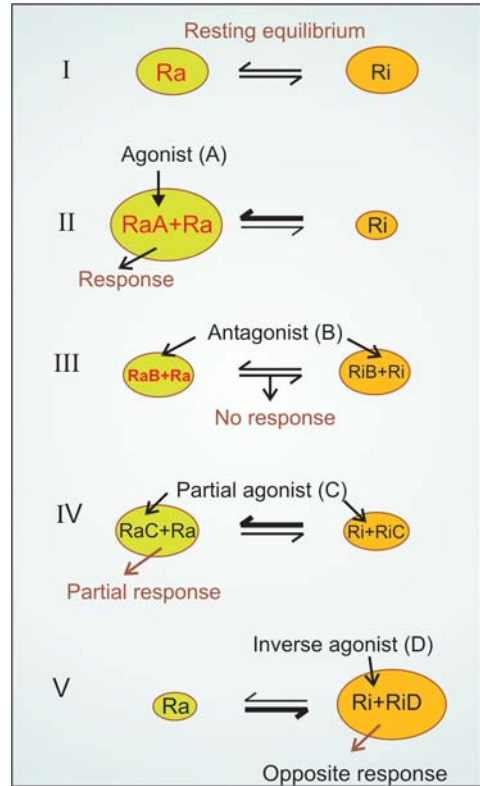 Resting equilibrium
I
Ra
Ri
Agonist (A)
II
RaA+Ra
Ri
Response
Antagonist (B)
III
RaB+Ra
RiB+Ri
No response
Partial agonist (C)
IV
RaC+Ra
Ri+RiC
Partial response
Inverse agonist (D)
V
Ra
Ri+RiD
Opposite response